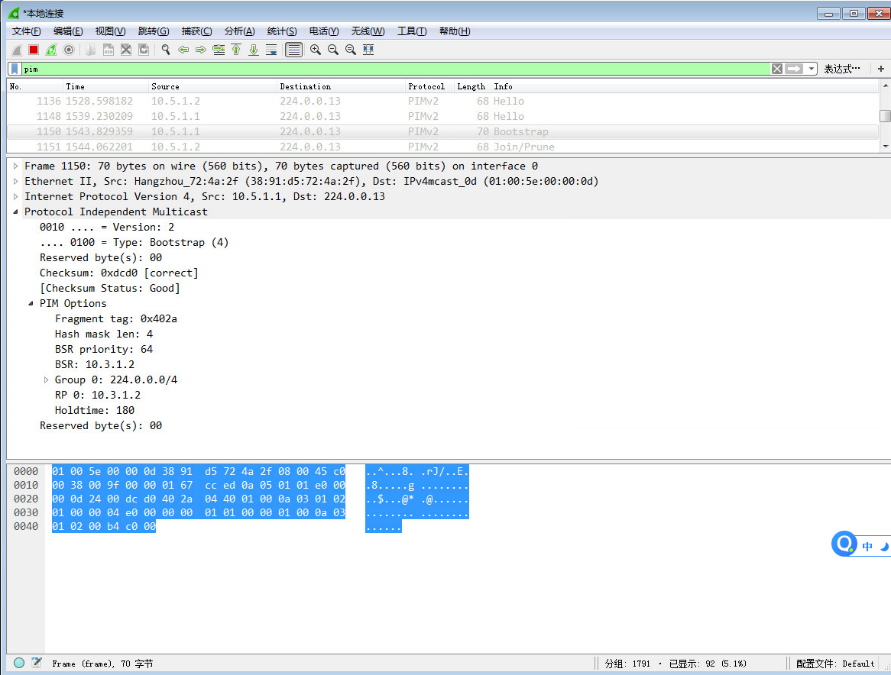 *本地连接
文件(F) 编辑(E) 视图(V) 跳转(G) 捕获(C) 分析(A) 统计(S) 电话(Y) 无线(W) 工具(T) 帮助(H)
pim 表达式… +
No. Time Source Destination Protocol Length Info
1136 1528.598182 10.5.1.2 224.0.0.13 PIMv2 68 Hello
1148 1539.230209 10.5.1.1 224.0.0.13 PIMv2 68 Hello
1150 1543.829359 10.5.1.1 224.0.0.13 PIMv2 70 Bootstrap
1151 1544.062201 10.5.1.2 224.0.0.13 PIMv2 68 Join/Prune
Frame 1150: 70 bytes on wire (560 bits), 70 bytes captured (560 bits) on interface 0
Ethernet II, Src: Hangzhou_72:4a:2f (38:91:d5:72:4a:2f), Dst: IPv4mcast_0d (01:00:5e:00:00:0d)
Internet Protocol Version 4, Src: 10.5.1.1, Dst: 224.0.0.13
Protocol Independent Multicast
0010 .... = Version: 2
.... 0100 = Type: Bootstrap (4)
Reserved byte(s): 00
Checksum: 0xdcd0 [correct]
[Checksum Status: Good]
PIM Options
Fragment tag: 0x402a
Hash mask len: 4
BSR priority: 64
BSR: 10.3.1.2
Group 0: 224.0.0.0/4
RP 0: 10.3.1.2
Holdtime: 180
Reserved byte(s): 00
0000 01 00 5e 00 00 0d 38 91 d5 72 4a 2f 08 00 45 c0 ..^...8. .rJ/..E.
0010 00 38 00 9f 00 00 01 67 cc ed 0a 05 01 01 e0 00 .8.....g ........
0020 00 0d 24 00 dc d0 40 2a 04 40 01 00 0a 03 01 02 ..$...@* .@......
0030 01 00 00 04 e0 00 00 00 01 01 00 00 01 00 0a 03 ........ ........
0040 01 02 00 b4 c0 00 ......
中
Frame (frame), 70 字节 分组: 1791 · 已显示: 92 (5.1%) 配置文件: Default